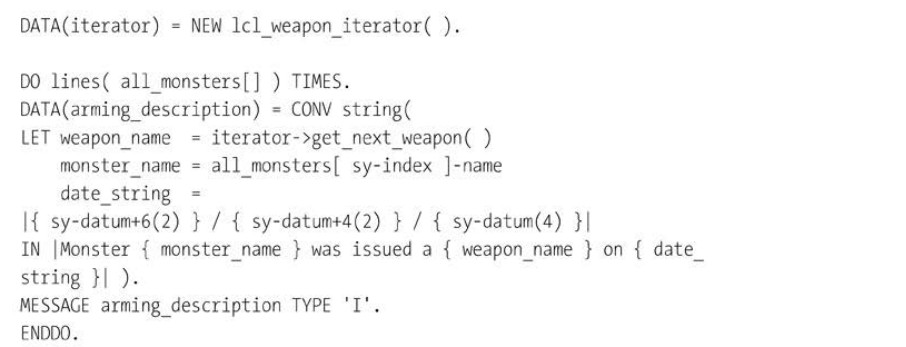 DATA(iterator) = NEW lcl_weapon_iterator( ).
DO lines( all_monsters[] ) TIMES.
DATA(arming_description) = CONV string(
LET weapon_name  = iterator->get_next_weapon( )
    monster_name = all_monsters[ sy-index ]-name
    date_string  =
|{ sy-datum+6(2) } / { sy-datum+4(2) } / { sy-datum(4) }|
IN |Monster { monster_name } was issued a { weapon_name } on { date_
string }| ).
MESSAGE arming_description TYPE 'I'.
ENDDO.